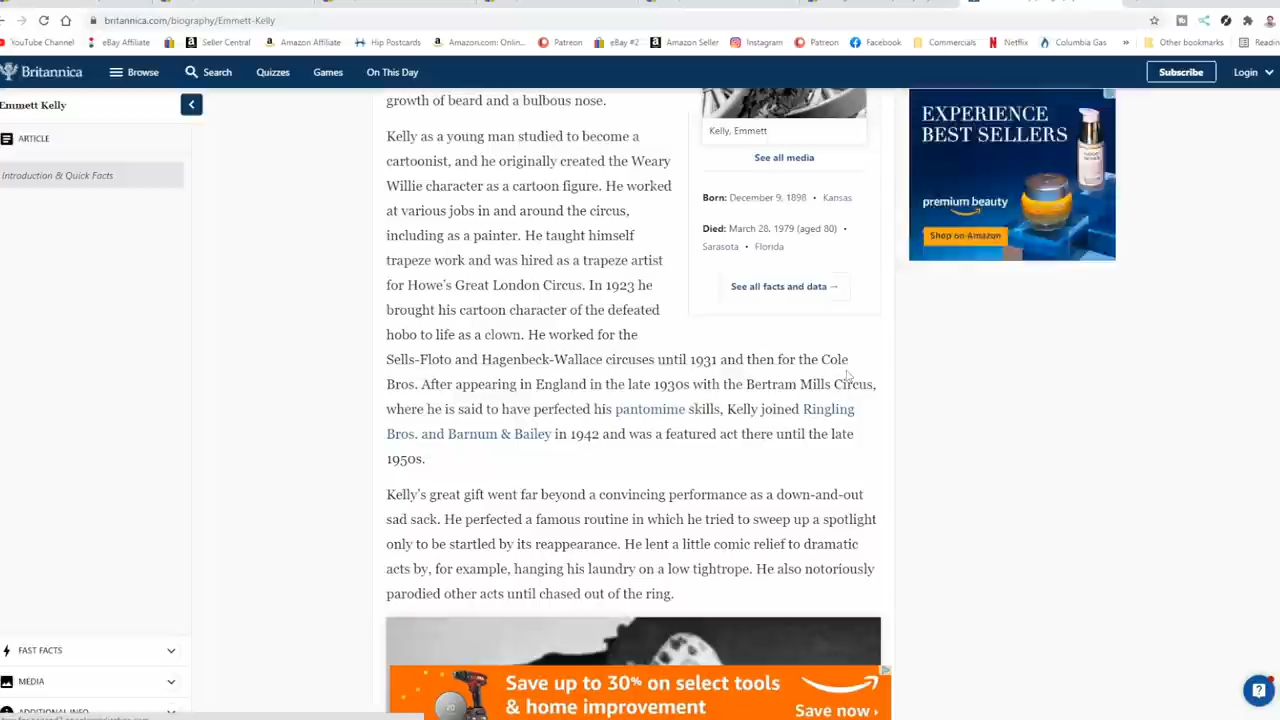 britannica.com/biography/Emmett-Kelly
YouTube Channel
eBay Affiliate
Seller Central
Amazon Affiliate
Hip Postcards
Amazon.com: Onlin...
Patreon
eBay #2
Amazon Seller
Instagram
Patreon
Facebook
Commercials
Netflix
Columbia Gas
»
Other bookmarks
Britannica
Browse
Search
Quizzes
Games
On This Day
Subscribe
Login
Emmett Kelly
ARTICLE
Introduction & Quick Facts
growth of beard and a bulbous nose.
Kelly as a young man studied to become a
cartoonist, and he originally created the Weary
Willie character as a cartoon figure. He worked
at various jobs in and around the circus,
including as a painter. He taught himself
trapeze work and was hired as a trapeze artist
for Howe's Great London Circus. In 1923 he
brought his cartoon character of the defeated
hobo to life as a clown. He worked for the
Sells-Floto and Hagenbeck-Wallace circuses until 1931 and then for the Cole
Bros. After appearing in England in the late 1930s with the Bertram Mills Circus,
where he is said to have perfected his pantomime skills, Kelly joined Ringling
Bros. and Barnum & Bailey in 1942 and was a featured act there until the late
1950s.
Kelly's great gift went far beyond a convincing performance as a down-and-out
sad sack. He perfected a famous routine in which he tried to sweep up a spotlight
only to be startled by its reappearance. He lent a little comic relief to dramatic
acts by, for example, hanging his laundry on a low tightrope. He also notoriously
parodied other acts until chased out of the ring.
Kelly, Emmett
See all media
Born: December 9, 1898 • Kansas
Died: March 28, 1979 (aged 80) •
Sarasota • Florida
See all facts and data →
EXPERIENCE
BEST SELLERS
premium beauty
Shop on Amazon
FAST FACTS
MEDIA
Save up to 30% on select tools
& home improvement
Save now ›